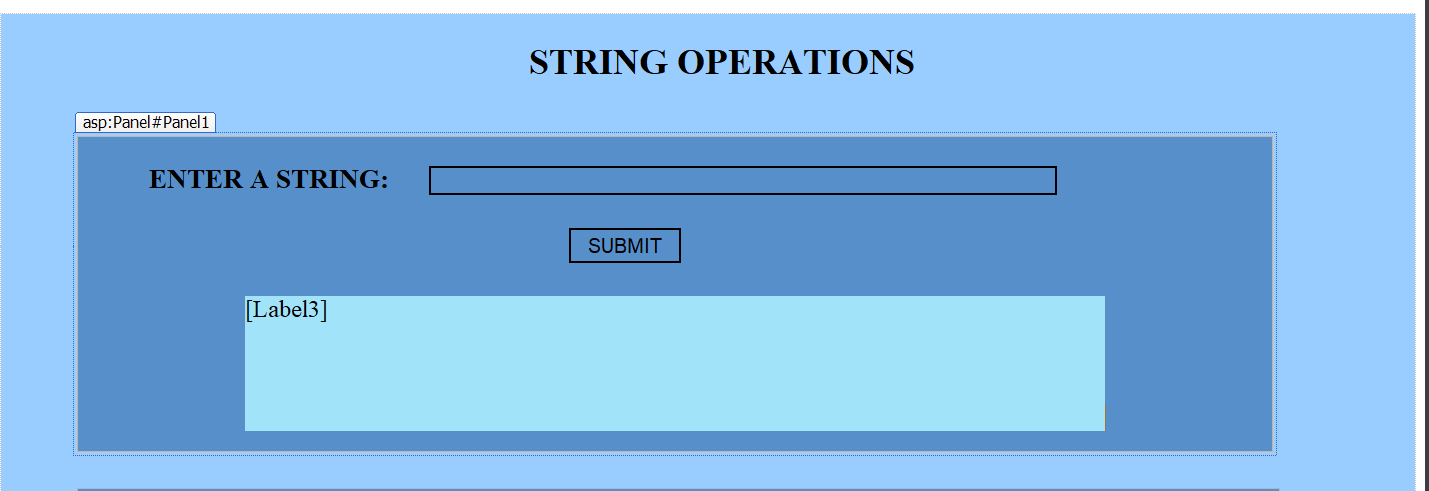 STRING OPERATIONS
asp:Panel#Panel1
ENTER A STRING:
SUBMIT
[Label3]